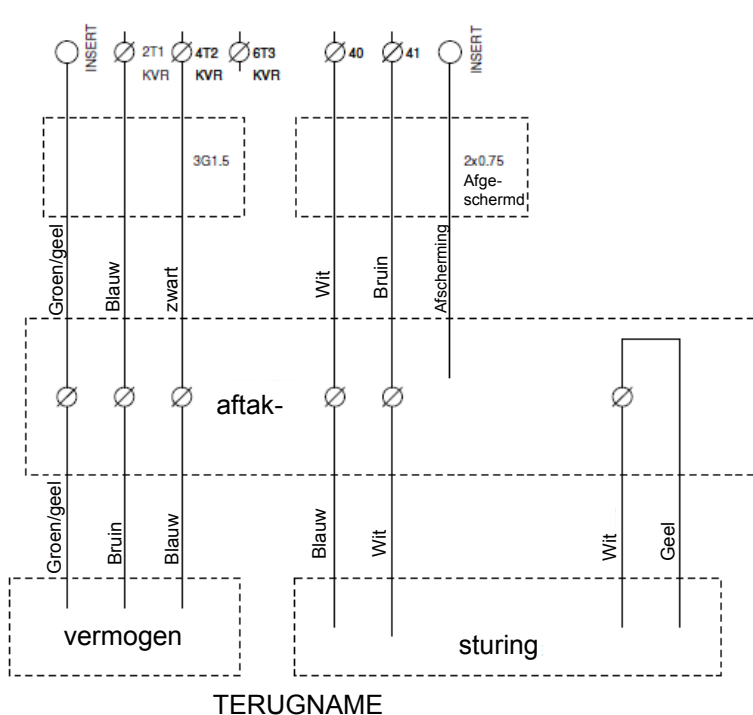 INSERT
2T1
KVR
4T2
KVR
6T3
KVR
40
41
INSERT
3G1.5
2x0.75
Afge-
schermd
Groen/geel
Blauw
zwart
Wit
Bruin
Afscherming
aftak-
Groen/geel
Bruin
Blauw
Blauw
Wit
Wit
Geel
vermogen
sturing
TERUGNAME